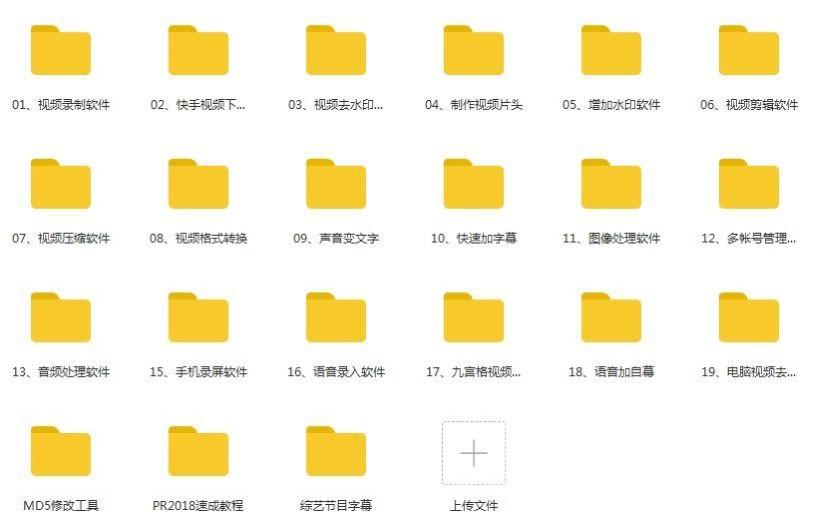 01、视频录制软件
02、快手视频下...
03、视频去水印...
04、制作视频片头
05、增加水印软件
06、视频剪辑软件
07、视频压缩软件
08、视频格式转换
09、声音变文字
10、快速加字幕
11、图像处理软件
12、多帐号管理...
13、音频处理软件
15、手机录屏软件
16、语音录入软件
17、九宫格视频...
18、语音加自幕
19、电脑视频去...
MD5修改工具
PR2018速成教程
综艺节目字幕
上传文件